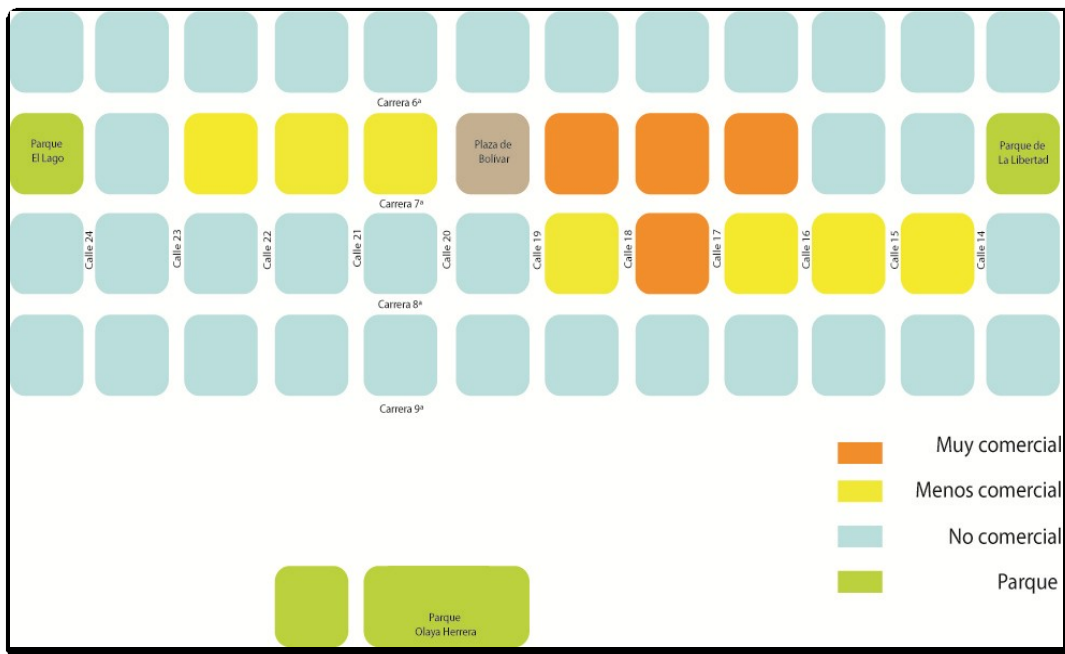 Carrera 6ª
Parque
El Lago
Plaza de
Bolívar
Parque de
La Libertad
Carrera 7ª
Calle 24
Calle 23
Calle 22
Calle 21
Calle 20
Calle 19
Calle 18
Calle 17
Calle 16
Calle 15
Calle 14
Carrera 8ª
Carrera 9ª
Muy comercial
Menos comercial
No comercial
Parque
Parque
Olaya Herrera